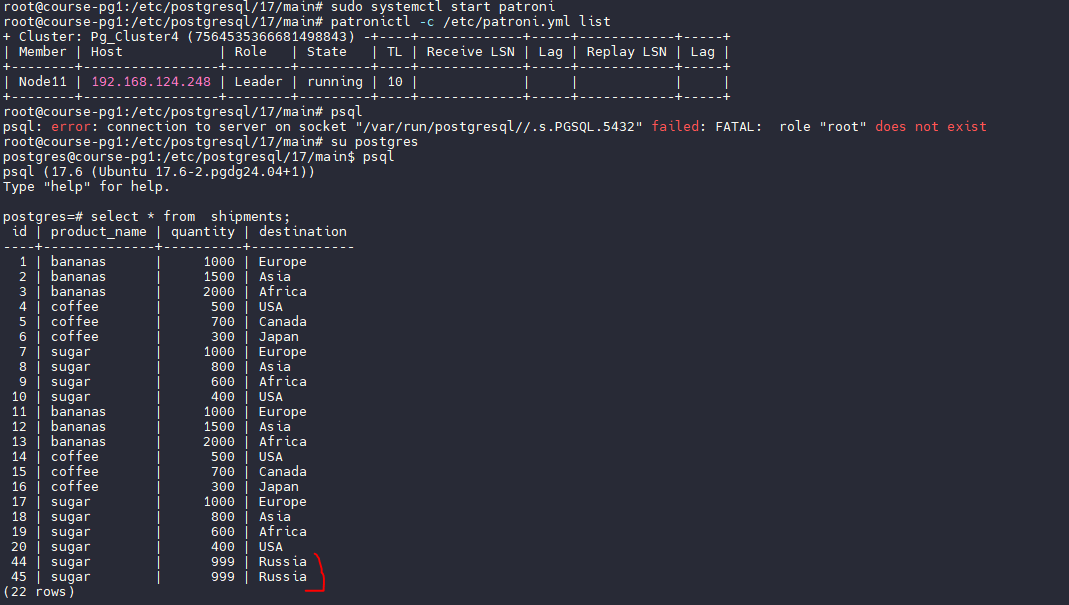 root@course-pg1:/etc/postgresql/17/main# sudo systemctl start patroni
root@course-pg1:/etc/postgresql/17/main# patronictl -c /etc/patroni.yml list
+ Cluster: Pg_Cluster4 (7564535366681498843) -+----+-------------+-----+------------+-----+
| Member | Host            | Role   | State   | TL | Receive LSN | Lag | Replay LSN | Lag |
+--------+-----------------+--------+---------+----+-------------+-----+------------+-----+
| Node11 | 192.168.124.248 | Leader | running | 10 |             |     |            |     |
+--------+-----------------+--------+---------+----+-------------+-----+------------+-----+
root@course-pg1:/etc/postgresql/17/main# psql
psql: error: connection to server on socket "/var/run/postgresql//.s.PGSQL.5432" failed: FATAL:  role "root" does not exist
root@course-pg1:/etc/postgresql/17/main# su postgres
postgres@course-pg1:/etc/postgresql/17/main$ psql
psql (17.6 (Ubuntu 17.6-2.pgdg24.04+1))
Type "help" for help.

postgres=# select * from  shipments;
 id | product_name | quantity | destination
----+--------------+----------+-------------
  1 | bananas      |     1000 | Europe
  2 | bananas      |     1500 | Asia
  3 | bananas      |     2000 | Africa
  4 | coffee       |      500 | USA
  5 | coffee       |      700 | Canada
  6 | coffee       |      300 | Japan
  7 | sugar        |     1000 | Europe
  8 | sugar        |      800 | Asia
  9 | sugar        |      600 | Africa
 10 | sugar        |      400 | USA
 11 | bananas      |     1000 | Europe
 12 | bananas      |     1500 | Asia
 13 | bananas      |     2000 | Africa
 14 | coffee       |      500 | USA
 15 | coffee       |      700 | Canada
 16 | coffee       |      300 | Japan
 17 | sugar        |     1000 | Europe
 18 | sugar        |      800 | Asia
 19 | sugar        |      600 | Africa
 20 | sugar        |      400 | USA
 44 | sugar        |      999 | Russia
 45 | sugar        |      999 | Russia
(22 rows)